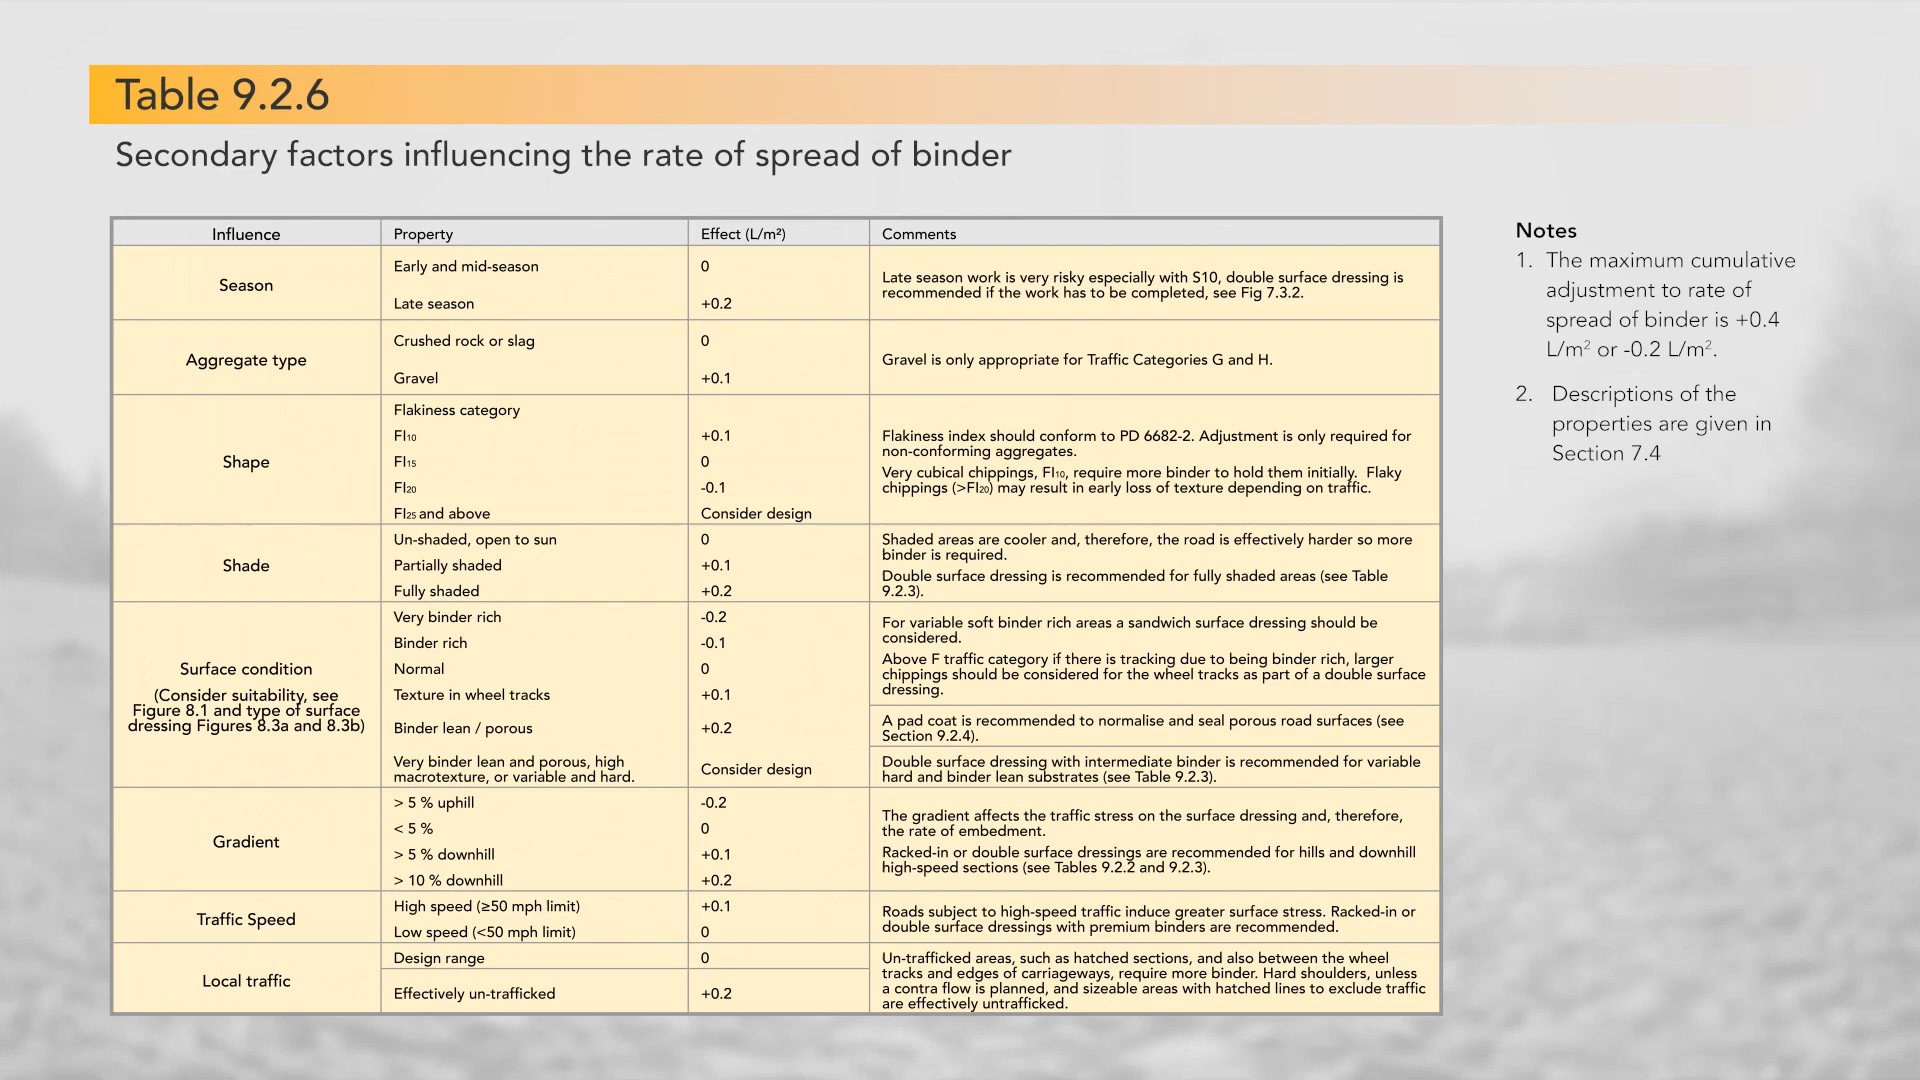 Table 9.2.6
Secondary factors influencing the rate of spread of binder
Influence
Property
Effect (L/m²)
Comments
Season
Early and mid-season
0
Late season
+0.2
Late season work is very risky especially with S10, double surface dressing is
recommended if the work has to be completed, see Fig 7.3.2.
Aggregate type
Crushed rock or slag
0
Gravel
+0.1
Gravel is only appropriate for Traffic Categories G and H.
Shape
Flakiness category
FI₁₀
+0.1
FI₁₅
0
FI₂₀
-0.1
FI₂₅ and above
Consider design
Flakiness index should conform to PD 6682-2. Adjustment is only required for
non-conforming aggregates.
Very cubical chippings, FI₁₀, require more binder to hold them initially.  Flaky
chippings (>FI₂₀) may result in early loss of texture depending on traffic.
Shade
Un-shaded, open to sun
0
Partially shaded
+0.1
Fully shaded
+0.2
Shaded areas are cooler and, therefore, the road is effectively harder so more
binder is required.
Double surface dressing is recommended for fully shaded areas (see Table
9.2.3).
Surface condition
(Consider suitability, see
Figure 8.1 and type of surface
dressing Figures 8.3a and 8.3b)
Very binder rich
-0.2
Binder rich
-0.1
Normal
0
Texture in wheel tracks
+0.1
Binder lean / porous
+0.2
Very binder lean and porous, high
macrotexture, or variable and hard.
Consider design
For variable soft binder rich areas a sandwich surface dressing should be
considered.
Above F traffic category if there is tracking due to being binder rich, larger
chippings should be considered for the wheel tracks as part of a double surface
dressing.
A pad coat is recommended to normalise and seal porous road surfaces (see
Section 9.2.4).
Double surface dressing with intermediate binder is recommended for variable
hard and binder lean substrates (see Table 9.2.3).
Gradient
> 5 % uphill
-0.2
< 5 %
0
> 5 % downhill
+0.1
> 10 % downhill
+0.2
The gradient affects the traffic stress on the surface dressing and, therefore,
the rate of embedment.
Racked-in or double surface dressings are recommended for hills and downhill
high-speed sections (see Tables 9.2.2 and 9.2.3).
Traffic Speed
High speed (≥50 mph limit)
+0.1
Low speed (<50 mph limit)
0
Roads subject to high-speed traffic induce greater surface stress. Racked-in or
double surface dressings with premium binders are recommended.
Local traffic
Design range
0
Effectively un-trafficked
+0.2
Un-trafficked areas, such as hatched sections, and also between the wheel
tracks and edges of carriageways, require more binder. Hard shoulders, unless
a contra flow is planned, and sizeable areas with hatched lines to exclude traffic
are effectively untrafficked.
Notes
1. The maximum cumulative
adjustment to rate of
spread of binder is +0.4
L/m² or -0.2 L/m².
2. Descriptions of the
properties are given in
Section 7.4